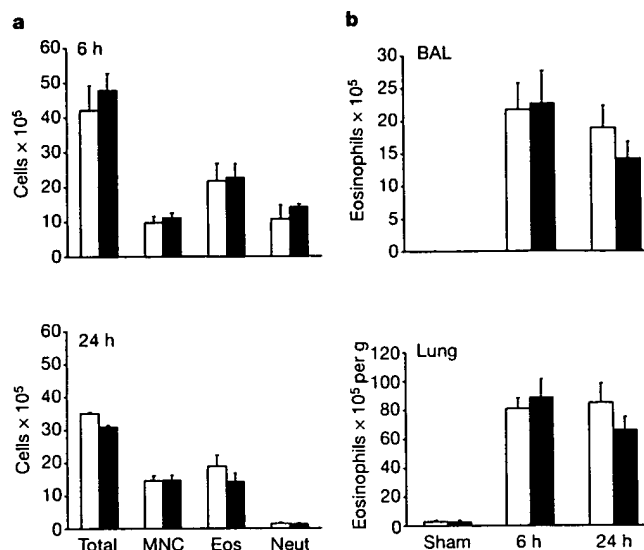 a
6 h
Cells × 10⁵
60
50
40
30
20
10
0
24 h
Cells × 10⁵
60
50
40
30
20
10
0
Total MNC Eos Neut
b
BAL
Eosinophils × 10⁵
30
25
20
15
10
5
0
Lung
Eosinophils × 10⁵ per g
120
100
80
60
40
20
0
Sham 6 h 24 h